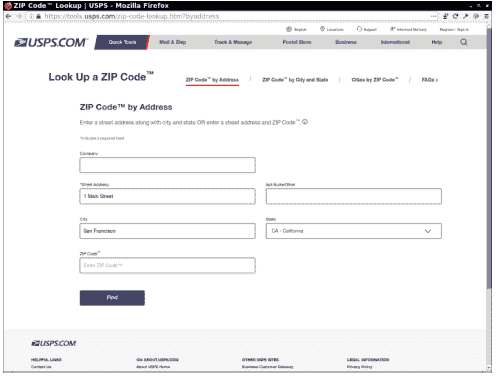 ZIP Code™ Lookup | USPS - Mozilla Firefox
https://tools.usps.com/zip-code-lookup.htm?byaddress
English Locations Support Informed Delivery Register / Sign In
USPS.COM Quick Tools Mail & Ship Track & Manage Postal Store Business International Help
Look Up a ZIP Code™
ZIP Code™ by Address / ZIP Code™ by City and State / Cities by ZIP Code™ / FAQs >
ZIP Code™ by Address
Enter a street address along with city and state OR enter a street address and ZIP Code™.
*Indicates a required field
Company
*Street Address
1 Main Street
City State
San Francisco CA - California
ZIP Code™
Enter ZIP Code™
Find
USPS.COM
HELPFUL LINKS ON ABOUT.USPS.COM OTHER USPS SITES LEGAL INFORMATION
Contact Us About USPS Home Business Customer Gateway Privacy Policy